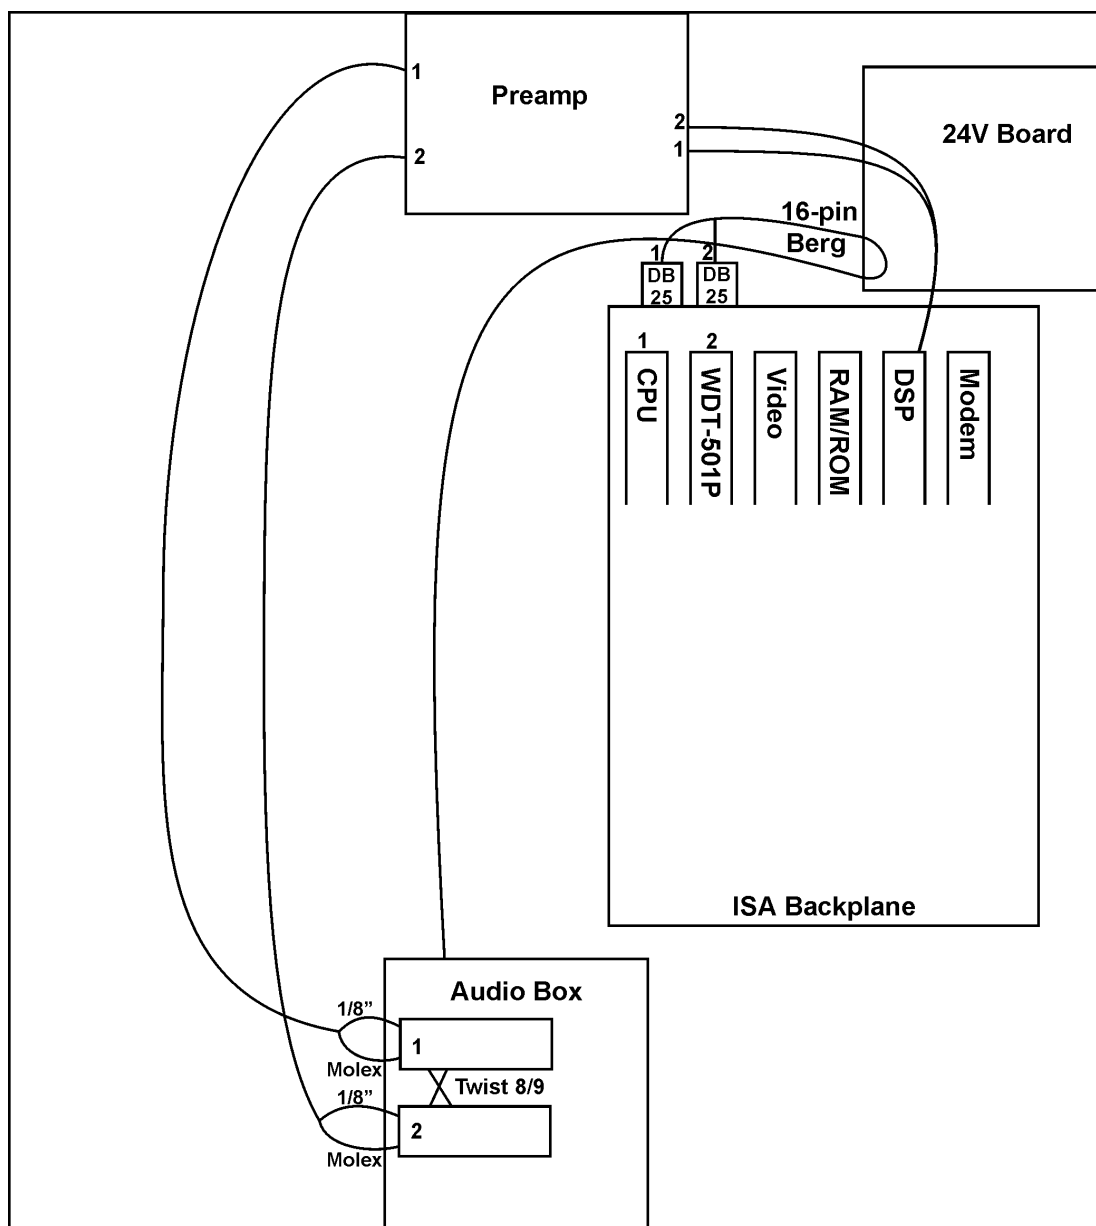 1
Preamp
2
2
1
24V Board
16-pin
Berg
1
2
DB
25
DB
25
1
2
CPU
WDT-501P
Video
RAM/ROM
DSP
Modem
ISA Backplane
Audio Box
1/8”
1
Molex
Twist 8/9
1/8”
2
Molex